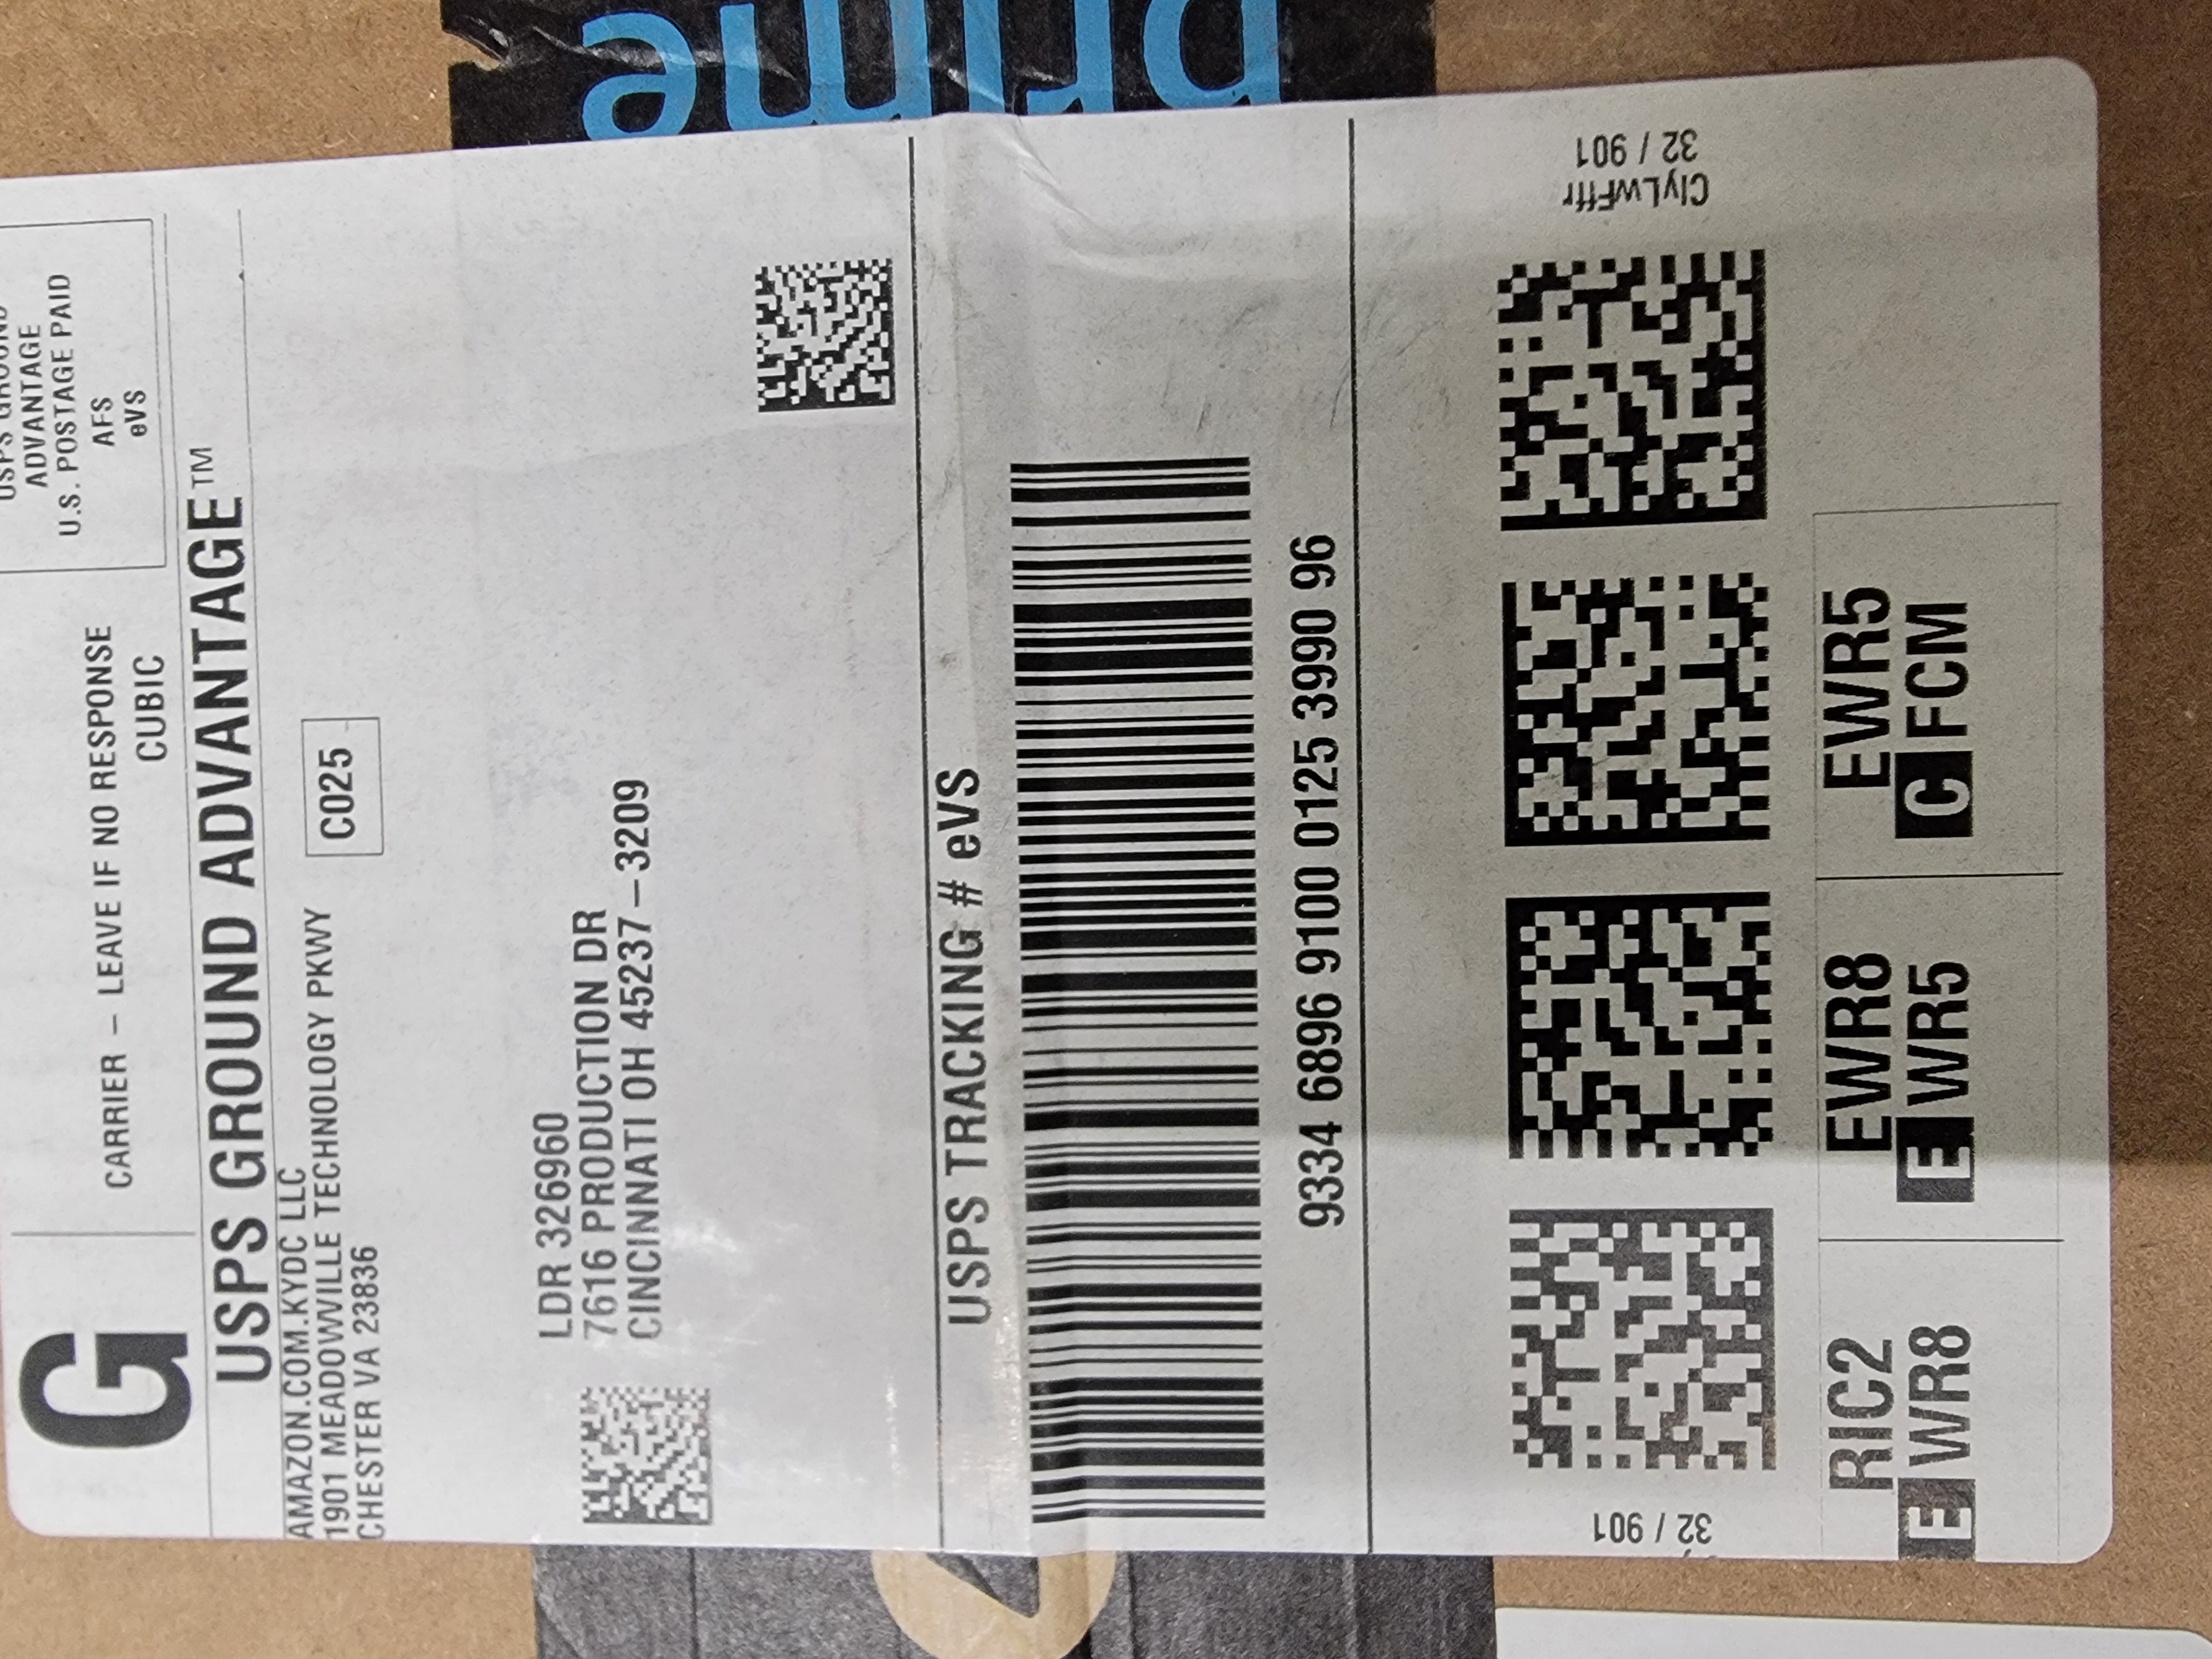 prime
USPS GROUND
ADVANTAGE
U.S. POSTAGE PAID
AFS
eVS
G
CARRIER – LEAVE IF NO RESPONSE
CUBIC
USPS GROUND ADVANTAGE™
AMAZON.COM.KYDC LLC
1901 MEADOWVILLE TECHNOLOGY PKWY
CHESTER VA 23836
C025
LDR 326960
7616 PRODUCTION DR
CINCINNATI OH 45237–3209
USPS TRACKING # eVS
9334 6896 9100 0125 3990 96
32 / 901
ClyLwFffr
32 / 901
RIC2
E WR8
EWR8
E WR5
EWR5
C FCM